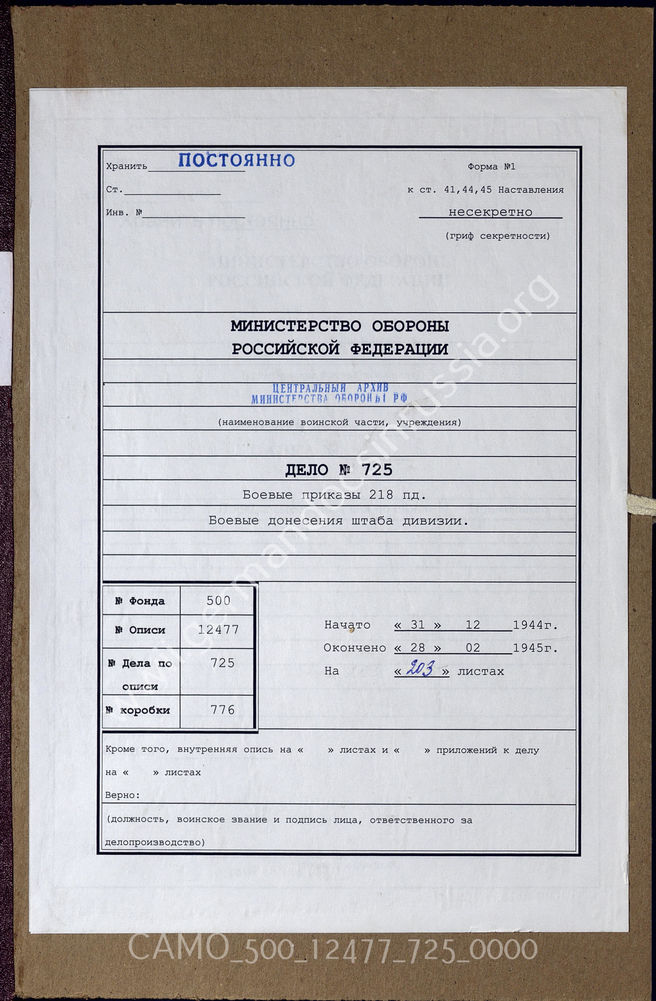 Хранить ПОСТОЯННО
Форма №1
Ст.
к ст. 41,44,45 Наставления
Инв. №
несекретно
(гриф секретности)
МИНИСТЕРСТВО ОБОРОНЫ
РОССИЙСКОЙ ФЕДЕРАЦИИ
ЦЕНТРАЛЬНЫЙ АРХИВ
МИНИСТЕРСТВА ОБОРОНЫ РФ
(наименование воинской части, учреждения)
ДЕЛО № 725
Боевые приказы 218 пд.
Боевые донесения штаба дивизии.
№ Фонда 500
№ Описи 12477
№ Дела по описи 725
№ коробки 776
Начато « 31 » 12 1944г.
Окончено « 28 » 02 1945г.
На « 203 » листах
Кроме того, внутренняя опись на « » листах и « » приложений к делу
на « » листах
Верно:
(должность, воинское звание и подпись лица, ответственного за
делопроизводство)
www.germandocsinrussia.org
CAMO_500_12477_725_0000